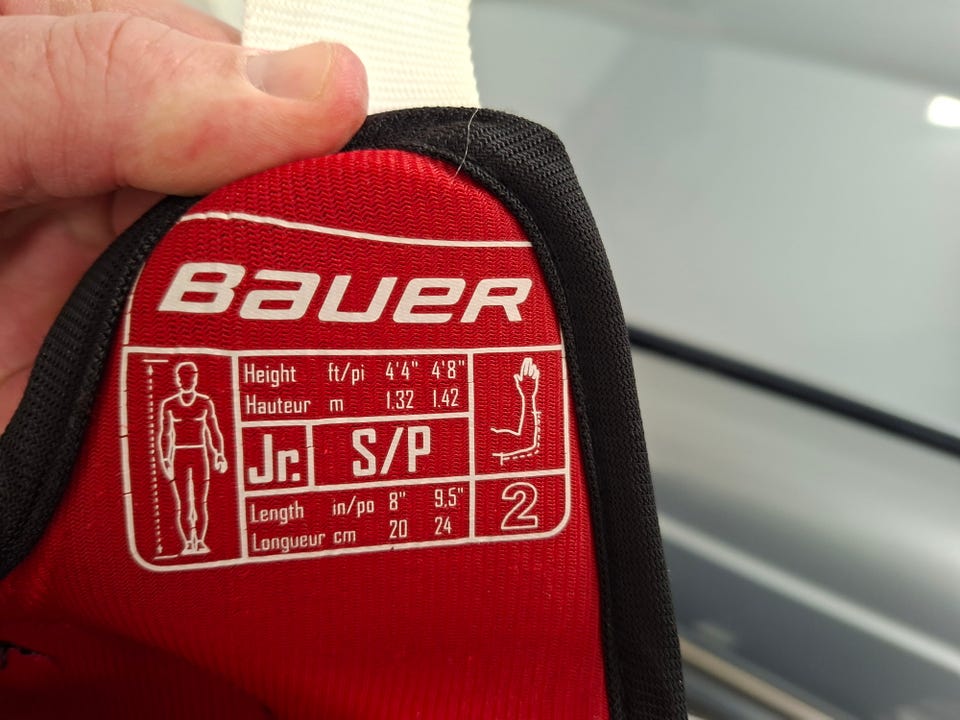 BAUER
Height ft/pi 4'4" 4'8"
Hauteur m 1.32 1.42
Jr. S/P
Length in/po 8" 9,5"
Longueur cm 20 24
2